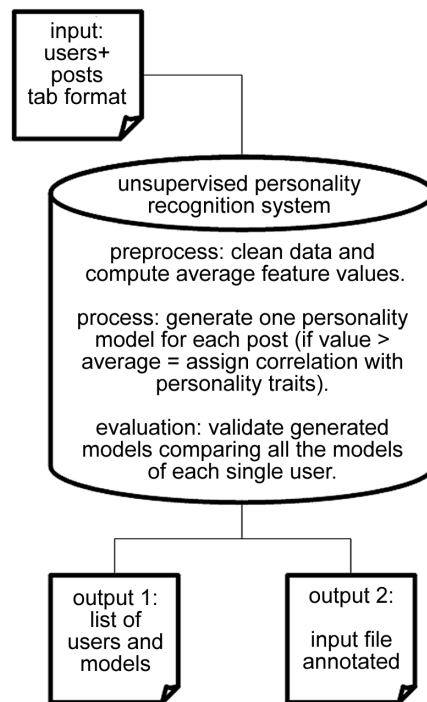 input:
users+
posts
tab format
unsupervised personality
recognition system
preprocess: clean data and
compute average feature values.
process: generate one personality
model for each post (if value >
average = assign correlation with
personality traits).
evaluation: validate generated
models comparing all the models
of each single user.
output 1:
list of
users and
models
output 2:
input file
annotated